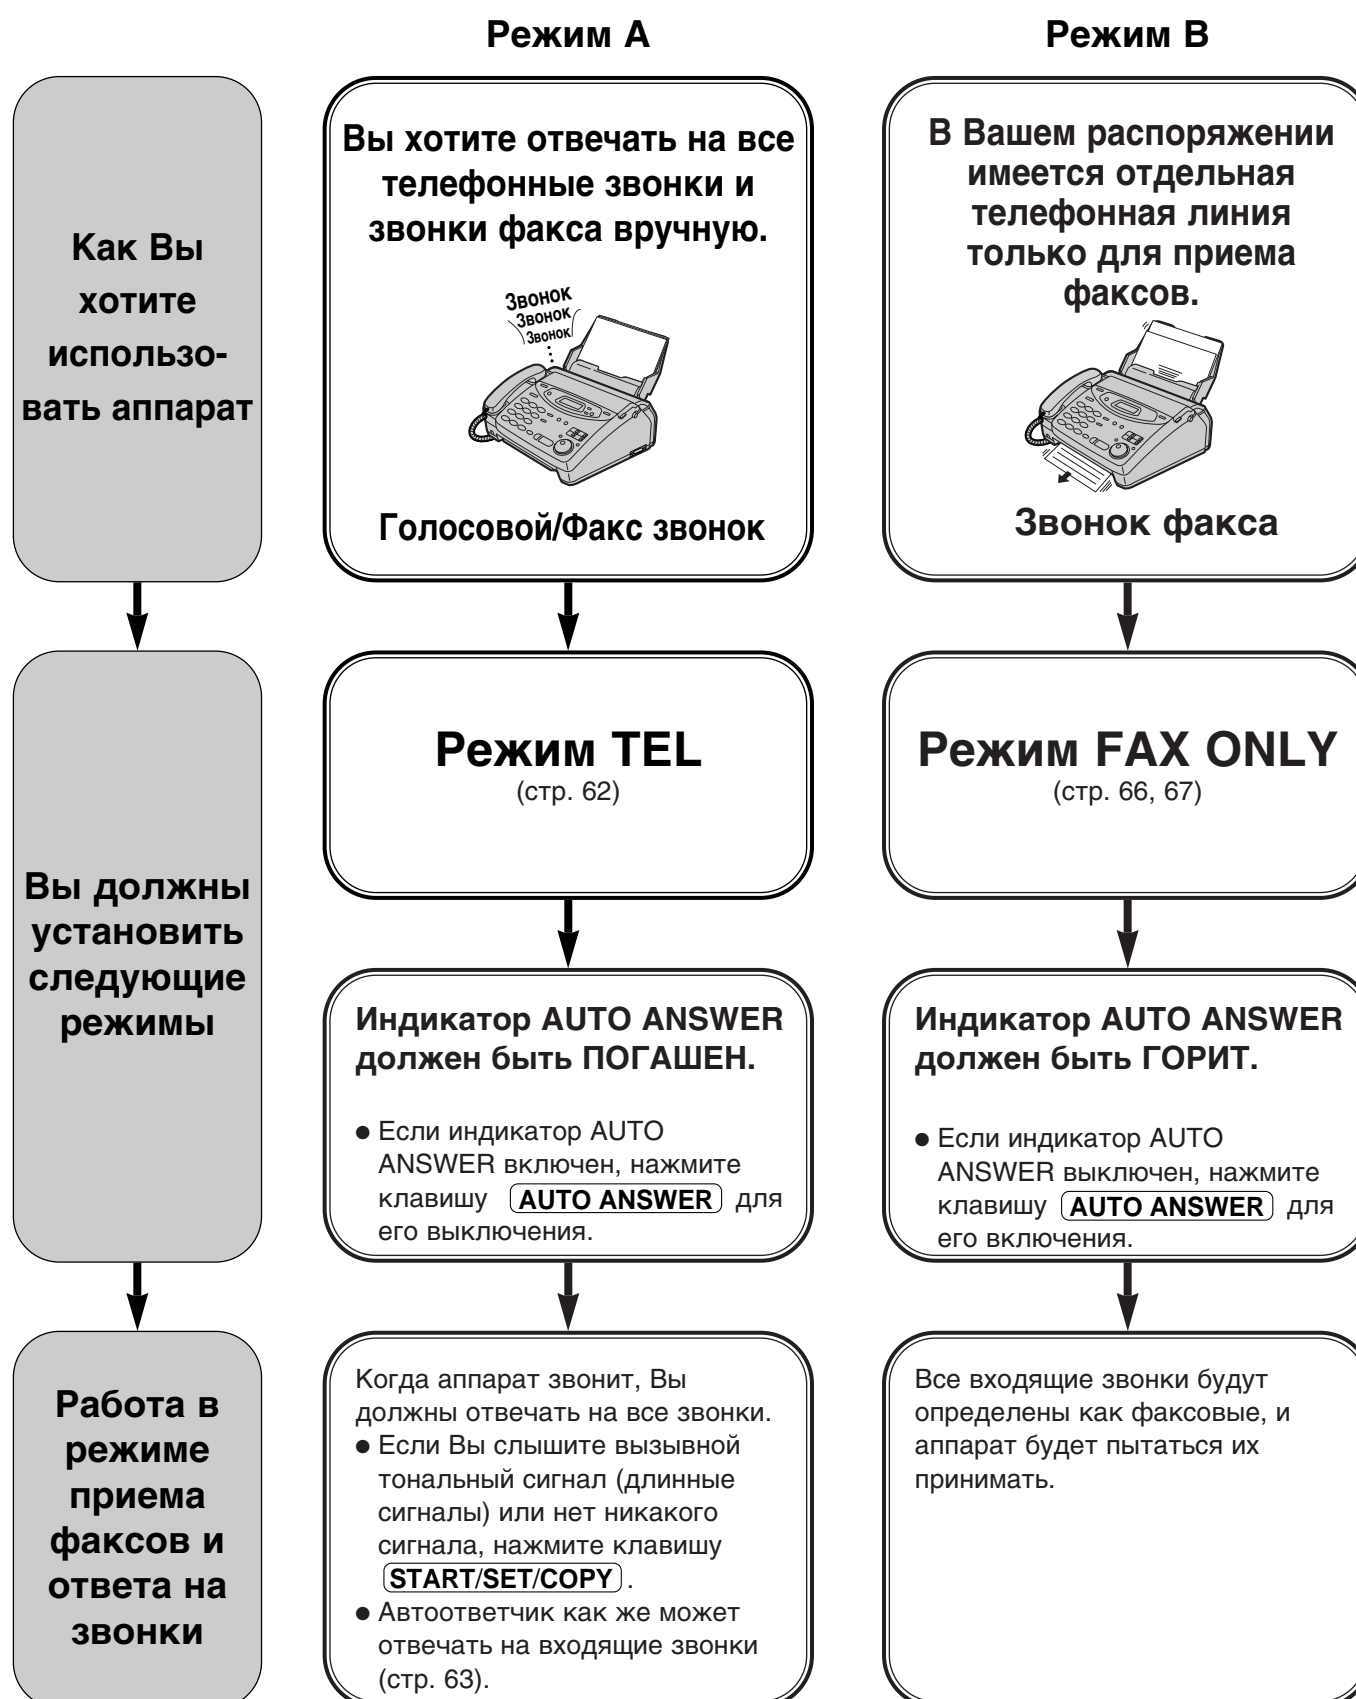 Режим А
Режим В
Как Вы
хотите
использо-
вать аппарат
Вы хотите отвечать на все
телефонные звонки и
звонки факса вручную.
Звонок
Звонок
Звонок
Голосовой/Факс звонок
В Вашем распоряжении
имеется отдельная
телефонная линия
только для приема
факсов.
Звонок факса
Вы должны
установить
следующие
режимы
Режим TEL
(стр. 62)
Режим FAX ONLY
(стр. 66, 67)
Индикатор AUTO ANSWER
должен быть ПОГАШЕН.
● Если индикатор AUTO
ANSWER включен, нажмите
клавишу AUTO ANSWER для
его выключения.
Индикатор AUTO ANSWER
должен быть ГОРИТ.
● Если индикатор AUTO
ANSWER выключен, нажмите
клавишу AUTO ANSWER для
его включения.
Работа в
режиме
приема
факсов и
ответа на
звонки
Когда аппарат звонит, Вы
должны отвечать на все звонки.
● Если Вы слышите вызывной
тональный сигнал (длинные
сигналы) или нет никакого
сигнала, нажмите клавишу
START/SET/COPY.
● Автоответчик как же может
отвечать на входящие звонки
(стр. 63).
Все входящие звонки будут
определены как факсовые, и
аппарат будет пытаться их
принимать.